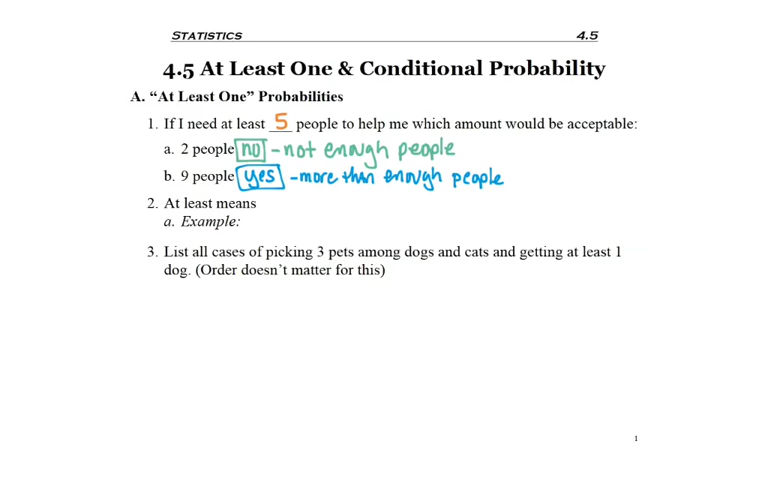 STATISTICS 4.5
4.5 At Least One & Conditional Probability
A. “At Least One” Probabilities
1. If I need at least 5 people to help me which amount would be acceptable:
a. 2 people no - not enough people
b. 9 people yes - more than enough people
2. At least means
a. Example:
3. List all cases of picking 3 pets among dogs and cats and getting at least 1
dog. (Order doesn’t matter for this)
1